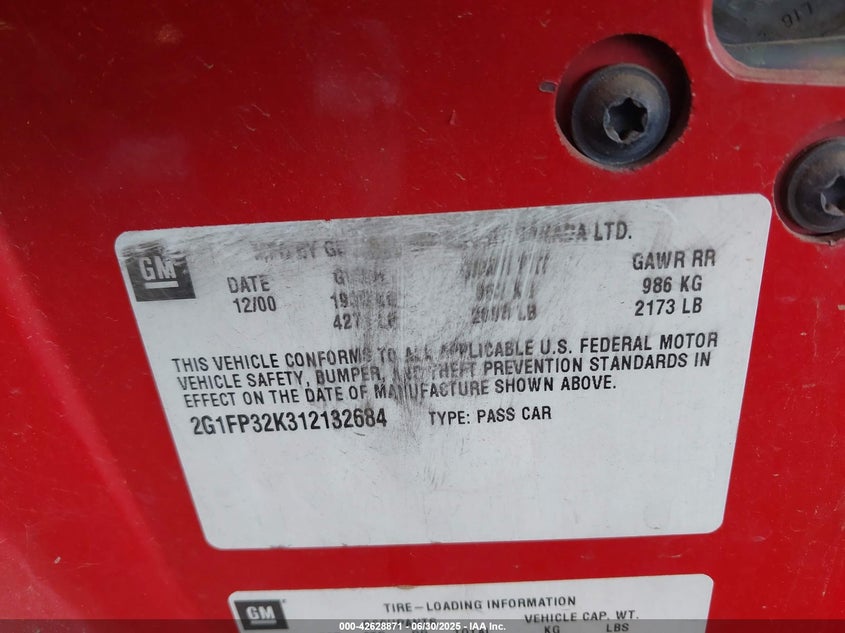 GM
CANADA LTD.
DATE GAWR RR
12/00 986 KG
LB 2173 LB
THIS VEHICLE CONFORMS TO ALL APPLICABLE U.S. FEDERAL MOTOR
VEHICLE SAFETY, BUMPER, AND THEFT PREVENTION STANDARDS IN
EFFECT ON THE DATE OF MANUFACTURE SHOWN ABOVE.
2G1FP32K312132684 TYPE: PASS CAR
GM
TIRE-LOADING INFORMATION
VEHICLE CAP. WT.
KG LBS
000-42628871 - 06/30/2025 - IAA